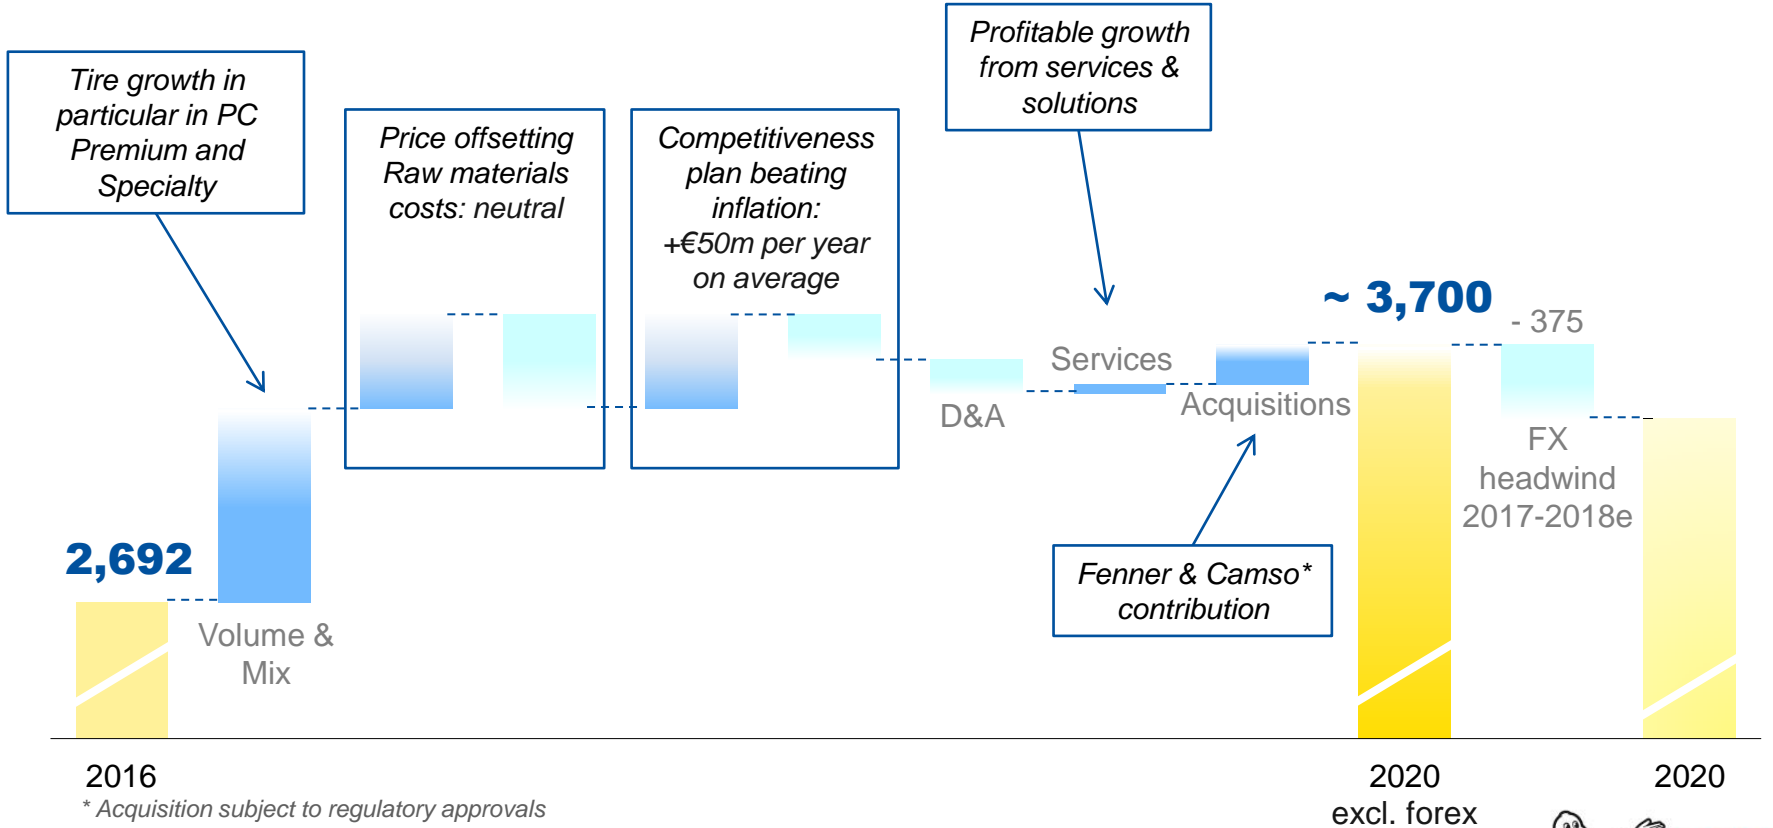 Tire growth in
particular in PC
Premium and
Specialty
Price offsetting
Raw materials
costs: neutral
Competitiveness
plan beating
inflation:
+€50m per year
on average
Profitable growth
from services &
solutions
~ 3,700
- 375
Services
D&A
Acquisitions
FX
headwind
2017-2018e
2,692
Volume &
Mix
Fenner & Camso*
contribution
2016
2020
excl. forex
2020
* Acquisition subject to regulatory approvals